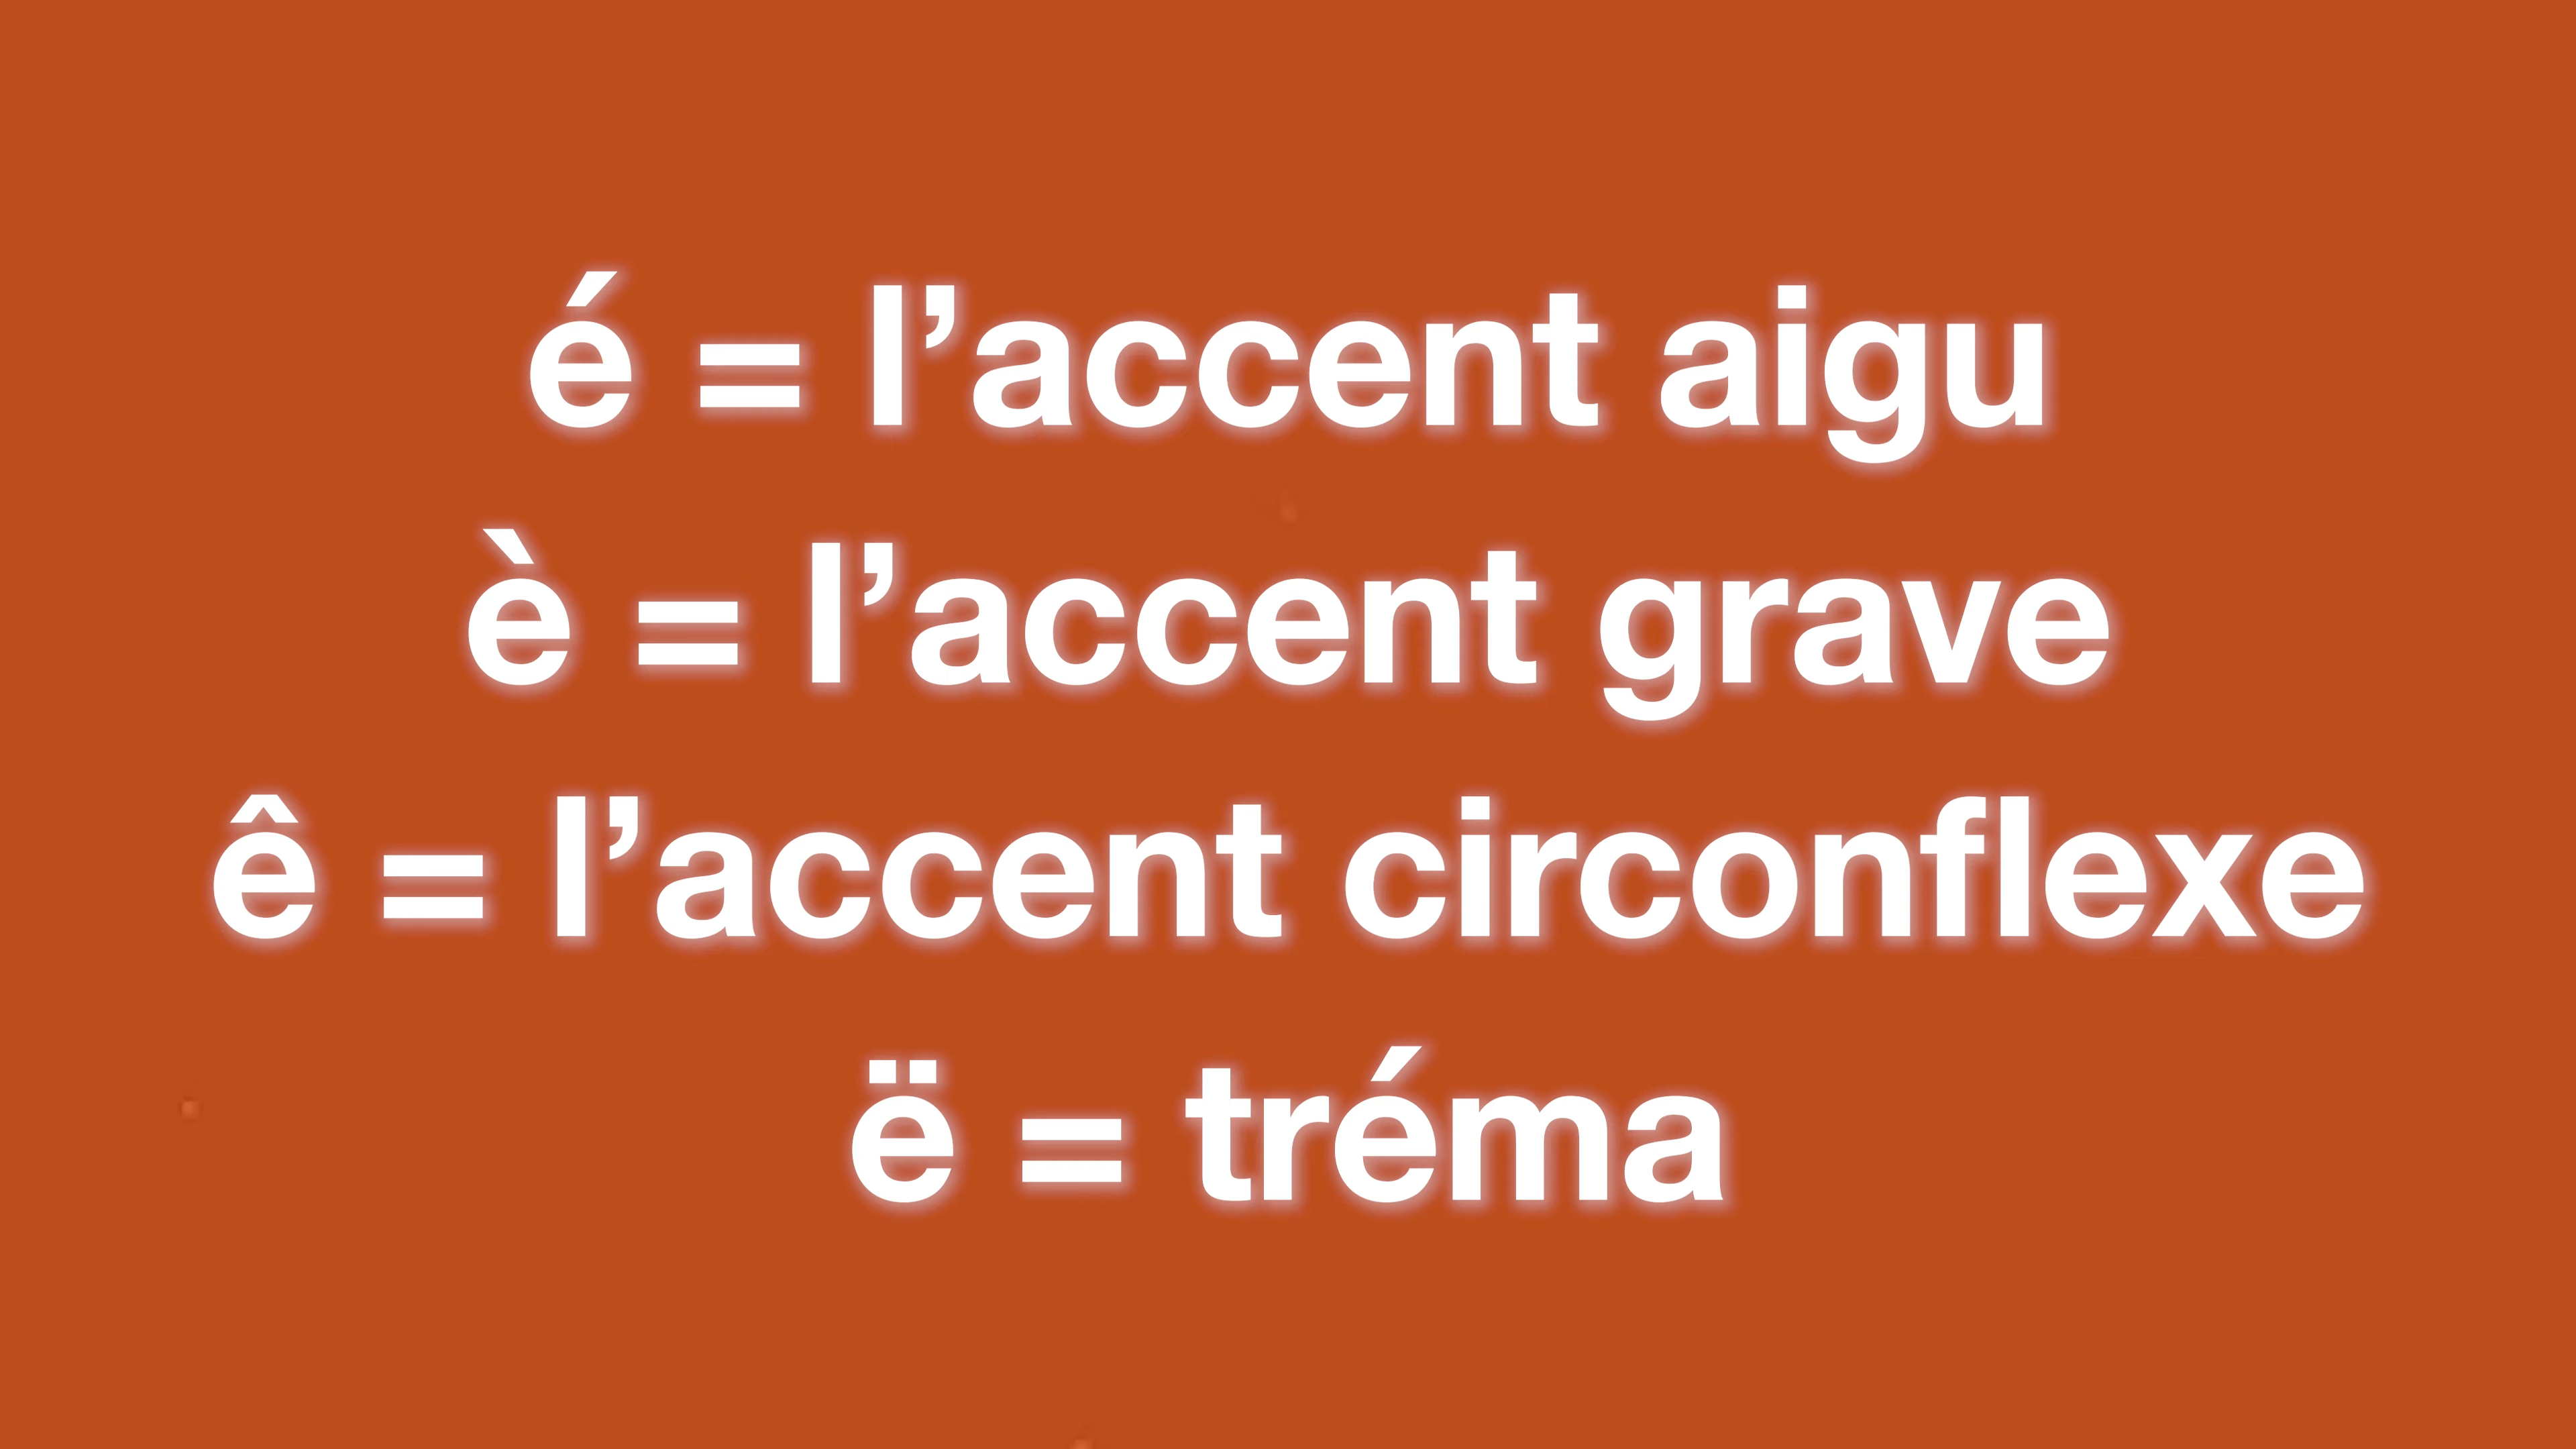 é = l’accent aigu
è = l’accent grave
ê = l’accent circonflexe
ë = tréma